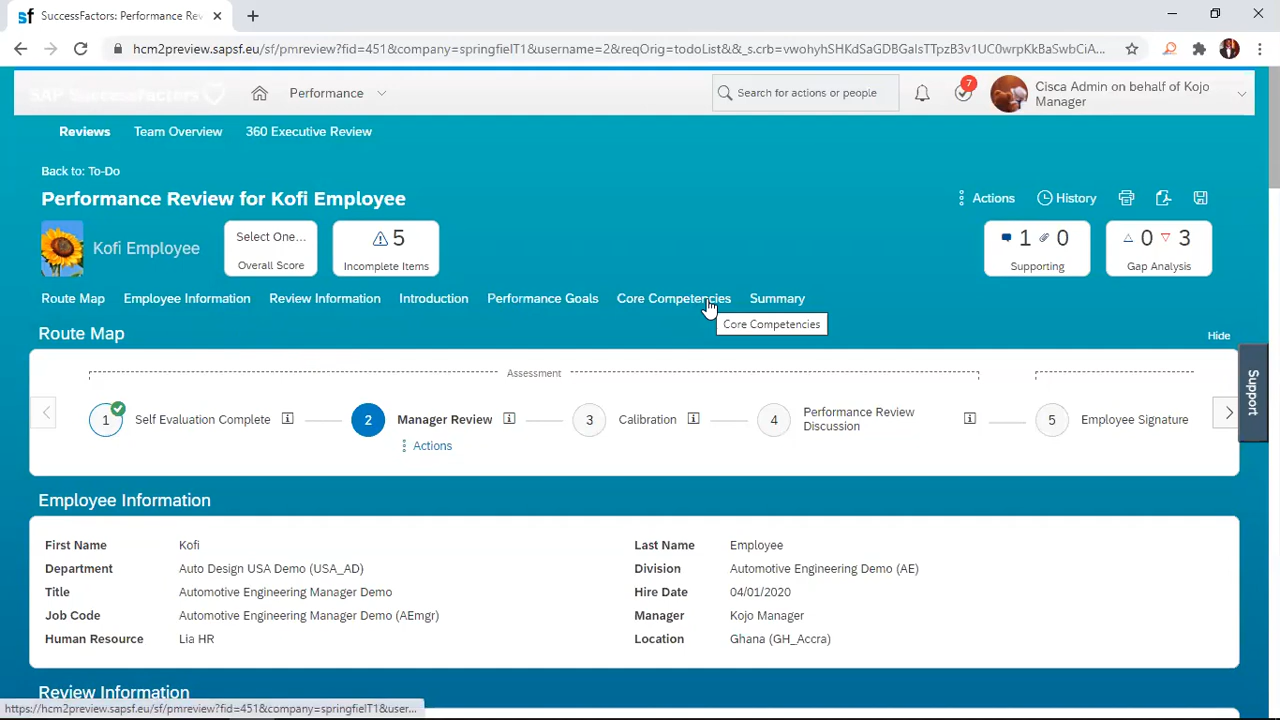 SuccessFactors: Performance Rev
hcm2preview.sapsf.eu/sf/pmreview?fid=451&company=springfieIT1&username=2&reqOrig=todoList&&_s.crb=vwohyhSHKdSaGDBGalsTTpzB3v1UC0wrpKkBaSwbCiA...
SAP SuccessFactors
Performance
Search for actions or people
7
Cisca Admin on behalf of Kojo Manager
Reviews Team Overview 360 Executive Review
Back to: To-Do
Performance Review for Kofi Employee
Actions History
Kofi Employee
Select One...
Overall Score
5
Incomplete Items
1 0
Supporting
0 3
Gap Analysis
Route Map Employee Information Review Information Introduction Performance Goals Core Competencies Summary
Core Competencies
Route Map
Hide
Assessment
1 Self Evaluation Complete 2 Manager Review 3 Calibration 4 Performance Review Discussion 5 Employee Signature
Actions
Support
Employee Information
First Name Kofi Last Name Employee
Department Auto Design USA Demo (USA_AD) Division Automotive Engineering Demo (AE)
Title Automotive Engineering Manager Demo Hire Date 04/01/2020
Job Code Automotive Engineering Manager Demo (AEmgr) Manager Kojo Manager
Human Resource Lia HR Location Ghana (GH_Accra)
Review Information
https://hcm2preview.sapsf.eu/sf/pmreview?fid=451&company=springfieIT1&user...